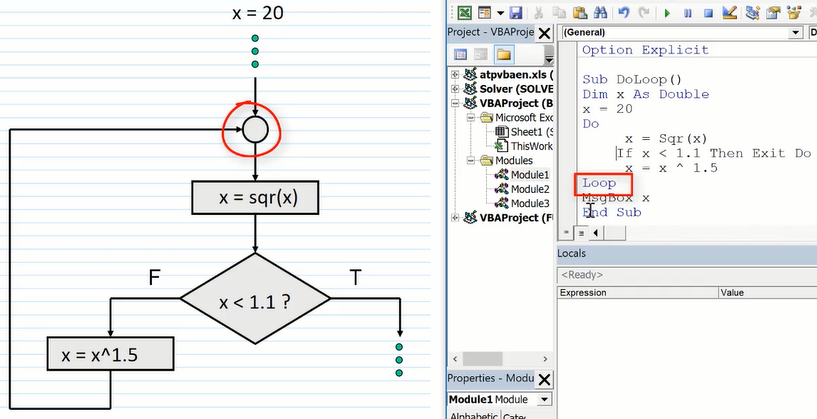 x = 20
x = sqr(x)
F
T
x < 1.1 ?
x = x^1.5
Project - VBAProje
atpvbaen.xls (
Solver (SOLVE
VBAProject (B
Microsoft Exc
Sheet1 (S
ThisWork
Modules
Module1
Module2
Module3
VBAProject (F
Properties - Modu
Module1 Module
Alphabetic Cate
(General)
D
Option Explicit
Sub DoLoop()
Dim x As Double
x = 20
Do
x = Sqr(x)
If x < 1.1 Then Exit Do
x = x ^ 1.5
Loop
MsgBox x
End Sub
Locals
<Ready>
Expression Value